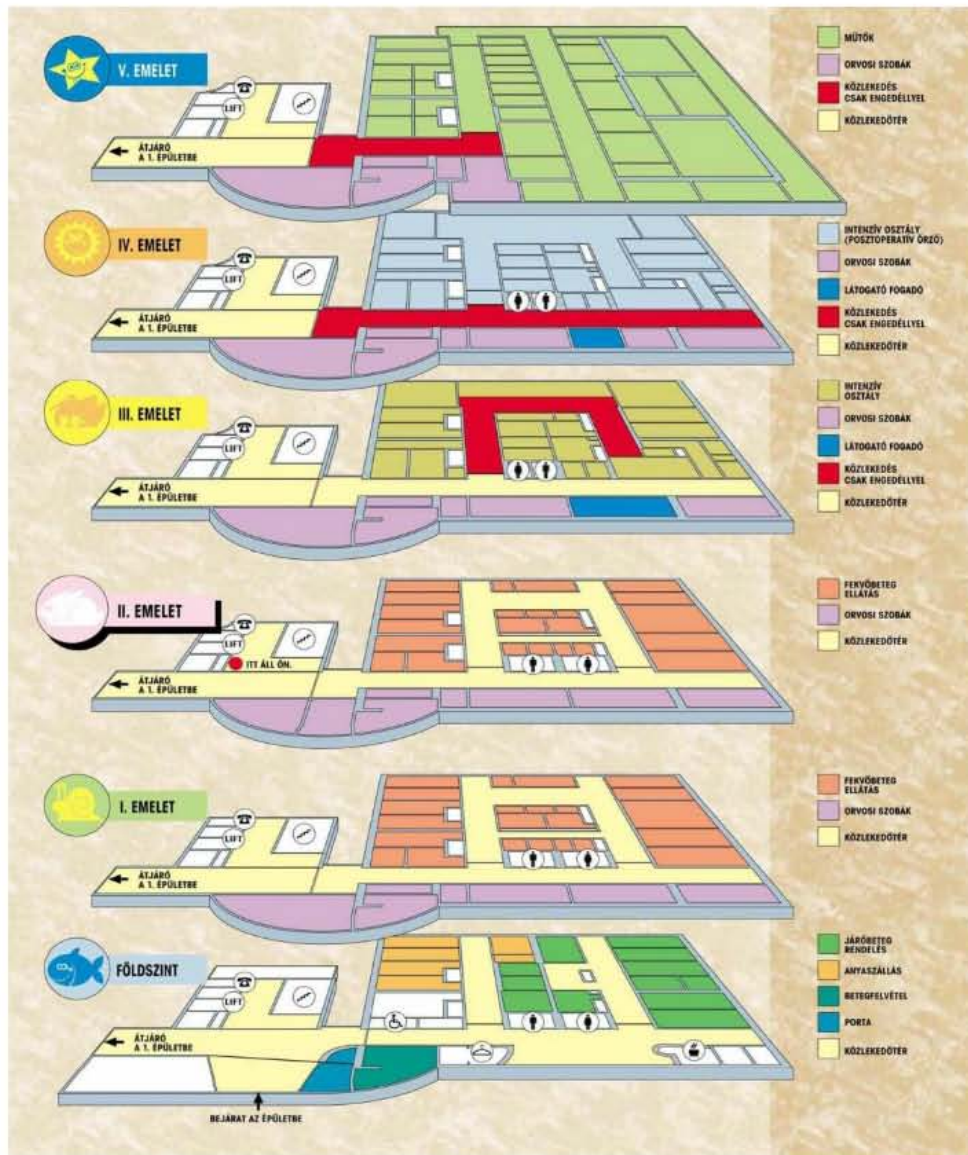 V. EMELET
LIFT
ÁTJÁRÓ
A 1. ÉPÜLETBE
MŰTŐK
ORVOSI SZOBÁK
KÖZLEKEDÉS
CSAK ENGEDÉLLYEL
KÖZLEKEDŐTÉR
IV. EMELET
LIFT
ÁTJÁRÓ
A 1. ÉPÜLETBE
INTENZÍV OSZTÁLY
(POSZTOPERATÍV ŐRZŐ)
ORVOSI SZOBÁK
LÁTOGATÓ FOGADÓ
KÖZLEKEDÉS
CSAK ENGEDÉLLYEL
KÖZLEKEDŐTÉR
III. EMELET
LIFT
ÁTJÁRÓ
A 1. ÉPÜLETBE
INTENZÍV
OSZTÁLY
ORVOSI SZOBÁK
LÁTOGATÓ FOGADÓ
KÖZLEKEDÉS
CSAK ENGEDÉLLYEL
KÖZLEKEDŐTÉR
II. EMELET
LIFT
ITT ÁLL ÖN.
ÁTJÁRÓ
A 1. ÉPÜLETBE
FEKVŐBETEG
ELLÁTÁS
ORVOSI SZOBÁK
KÖZLEKEDŐTÉR
I. EMELET
LIFT
ÁTJÁRÓ
A 1. ÉPÜLETBE
FEKVŐBETEG
ELLÁTÁS
ORVOSI SZOBÁK
KÖZLEKEDŐTÉR
FÖLDSZINT
LIFT
ÁTJÁRÓ
A 1. ÉPÜLETBE
BEJÁRAT AZ ÉPÜLETBE
JÁRÓBETEG
RENDELÉS
ANYASZÁLLÁS
BETEGFELVÉTEL
PORTA
KÖZLEKEDŐTÉR